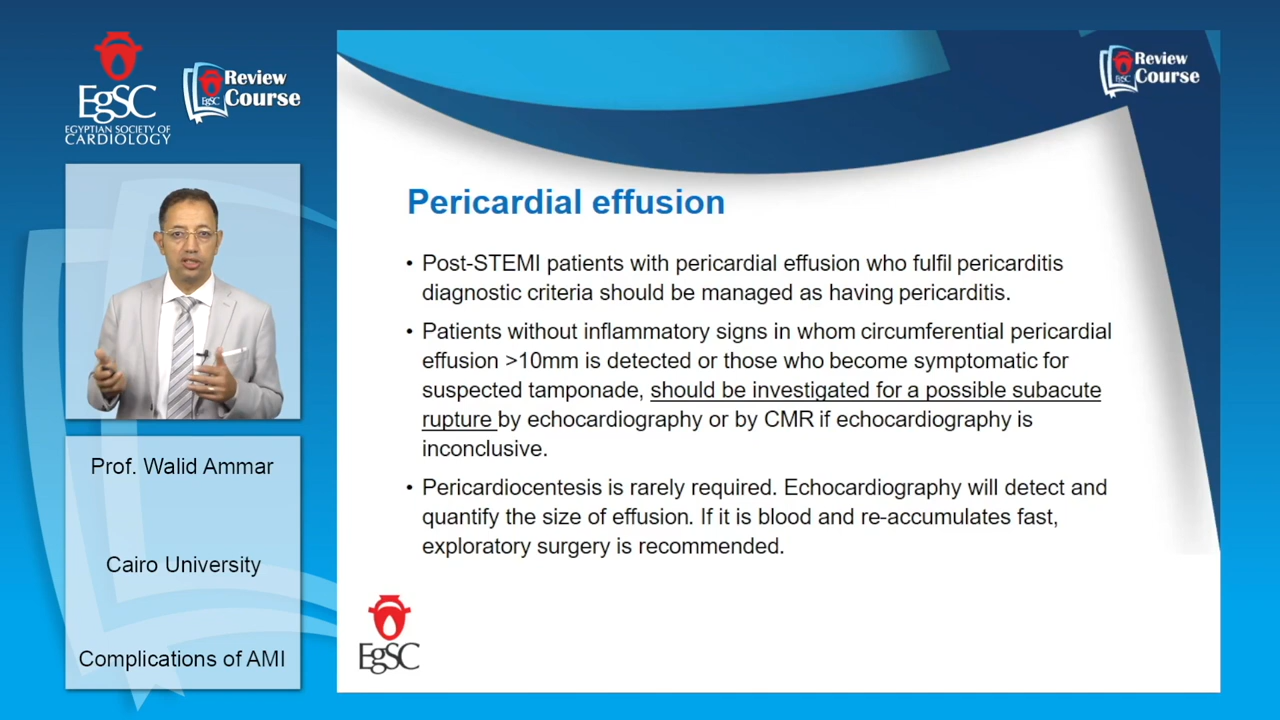 EgSC
EGYPTIAN SOCIETY OF
CARDIOLOGY
EgSC
Review
Course
Prof. Walid Ammar
Cairo University
Complications of AMI
EgSC
Review
Course
Pericardial effusion
• Post-STEMI patients with pericardial effusion who fulfil pericarditis
diagnostic criteria should be managed as having pericarditis.
• Patients without inflammatory signs in whom circumferential pericardial
effusion >10mm is detected or those who become symptomatic for
suspected tamponade, should be investigated for a possible subacute
rupture by echocardiography or by CMR if echocardiography is
inconclusive.
• Pericardiocentesis is rarely required. Echocardiography will detect and
quantify the size of effusion. If it is blood and re-accumulates fast,
exploratory surgery is recommended.
EgSC